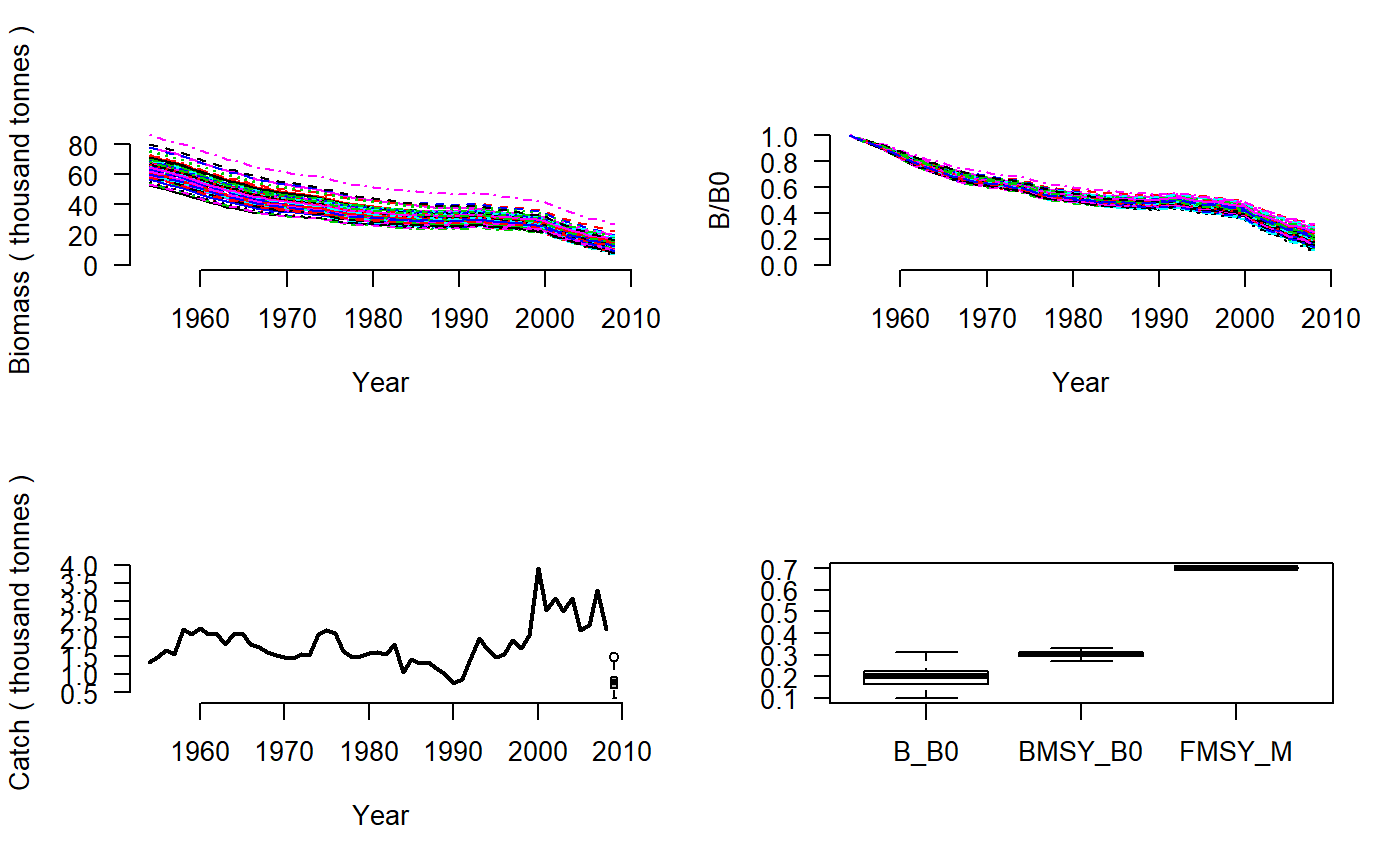 Biomass ( thousand tonnes )
80
60
40
20
0
1960 1970 1980 1990 2000 2010
Year
B/B0
1.0
0.8
0.6
0.4
0.2
0.0
1960 1970 1980 1990 2000 2010
Year
Catch ( thousand tonnes )
4.0
3.5
3.0
2.5
2.0
1.5
1.0
0.5
1960 1970 1980 1990 2000 2010
Year
0.7
0.6
0.5
0.4
0.3
0.2
0.1
B_B0 BMSY_B0 FMSY_M